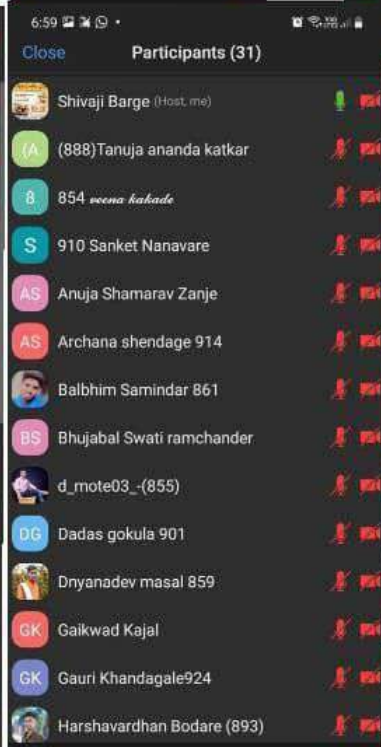 6:59
Close Participants (31)
Shivaji Barge (Host, me)
(A (888)Tanuja ananda katkar
8 854 𝓿𝓮𝓮𝓷𝓪 𝓴𝓪𝓴𝓪𝓭𝓮
S 910 Sanket Nanavare
AS Anuja Shamarav Zanje
AS Archana shendage 914
Balbhim Samindar 861
BS Bhujabal Swati ramchander
d_mote03_-(855)
DG Dadas gokula 901
Dnyanadev masal 859
GK Gaikwad Kajal
GK Gauri Khandagale924
Harshavardhan Bodare (893)